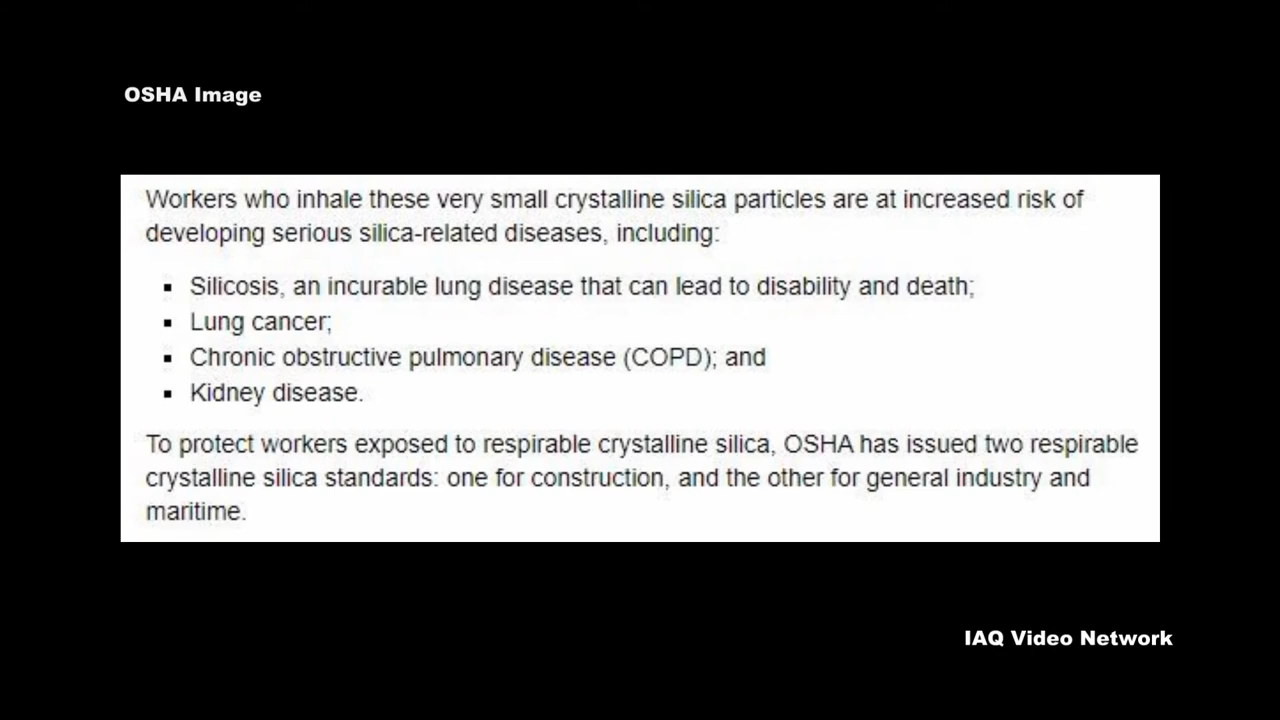 OSHA Image
Workers who inhale these very small crystalline silica particles are at increased risk of
developing serious silica-related diseases, including:
▪ Silicosis, an incurable lung disease that can lead to disability and death;
▪ Lung cancer;
▪ Chronic obstructive pulmonary disease (COPD); and
▪ Kidney disease.
To protect workers exposed to respirable crystalline silica, OSHA has issued two respirable
crystalline silica standards: one for construction, and the other for general industry and
maritime.
IAQ Video Network